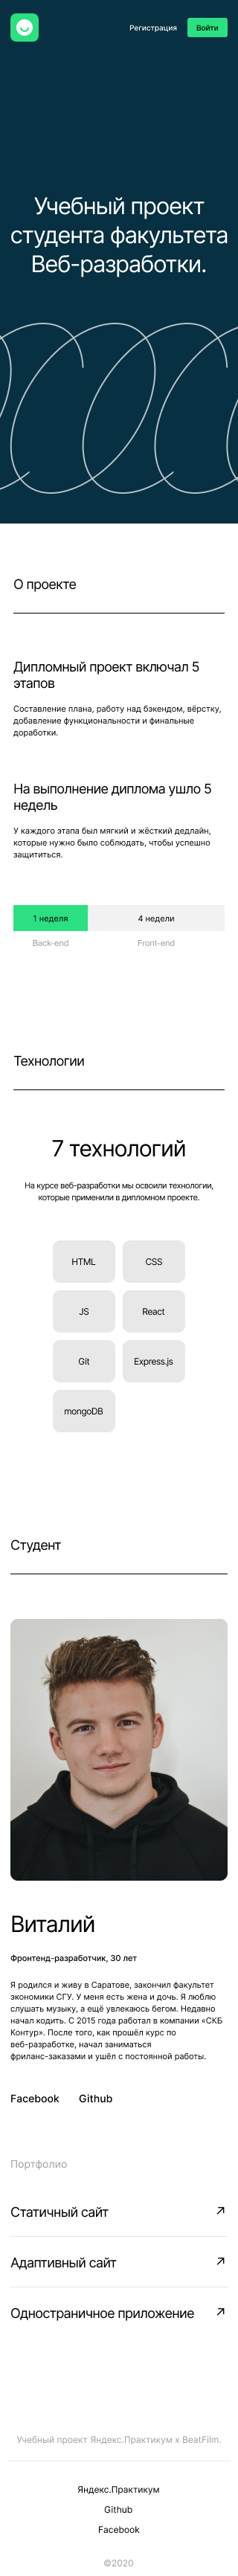 Регистрация
Войти
Учебный проект
студента факультета
Веб-разработки.
О проекте
Дипломный проект включал 5
этапов
Составление плана, работу над бэкендом, вёрстку,
добавление функциональности и финальные
доработки.
На выполнение диплома ушло 5
недель
У каждого этапа был мягкий и жёсткий дедлайн,
которые нужно было соблюдать, чтобы успешно
защититься.
1 неделя
4 недели
Back-end
Front-end
Технологии
7 технологий
На курсе веб-разработки мы освоили технологии,
которые применили в дипломном проекте.
HTML
CSS
JS
React
Git
Express.js
mongoDB
Студент
Виталий
Фронтенд-разработчик, 30 лет
Я родился и живу в Саратове, закончил факультет
экономики СГУ. У меня есть жена и дочь. Я люблю
слушать музыку, а ещё увлекаюсь бегом. Недавно
начал кодить. С 2015 года работал в компании «СКБ
Контур». После того, как прошёл курс по
веб-разработке, начал заниматься
фриланс-заказами и ушёл с постоянной работы.
Facebook
Github
Портфолио
Статичный сайт
Адаптивный сайт
Одностраничное приложение
Учебный проект Яндекс.Практикум х BeatFilm.
Яндекс.Практикум
Github
Facebook
©2020